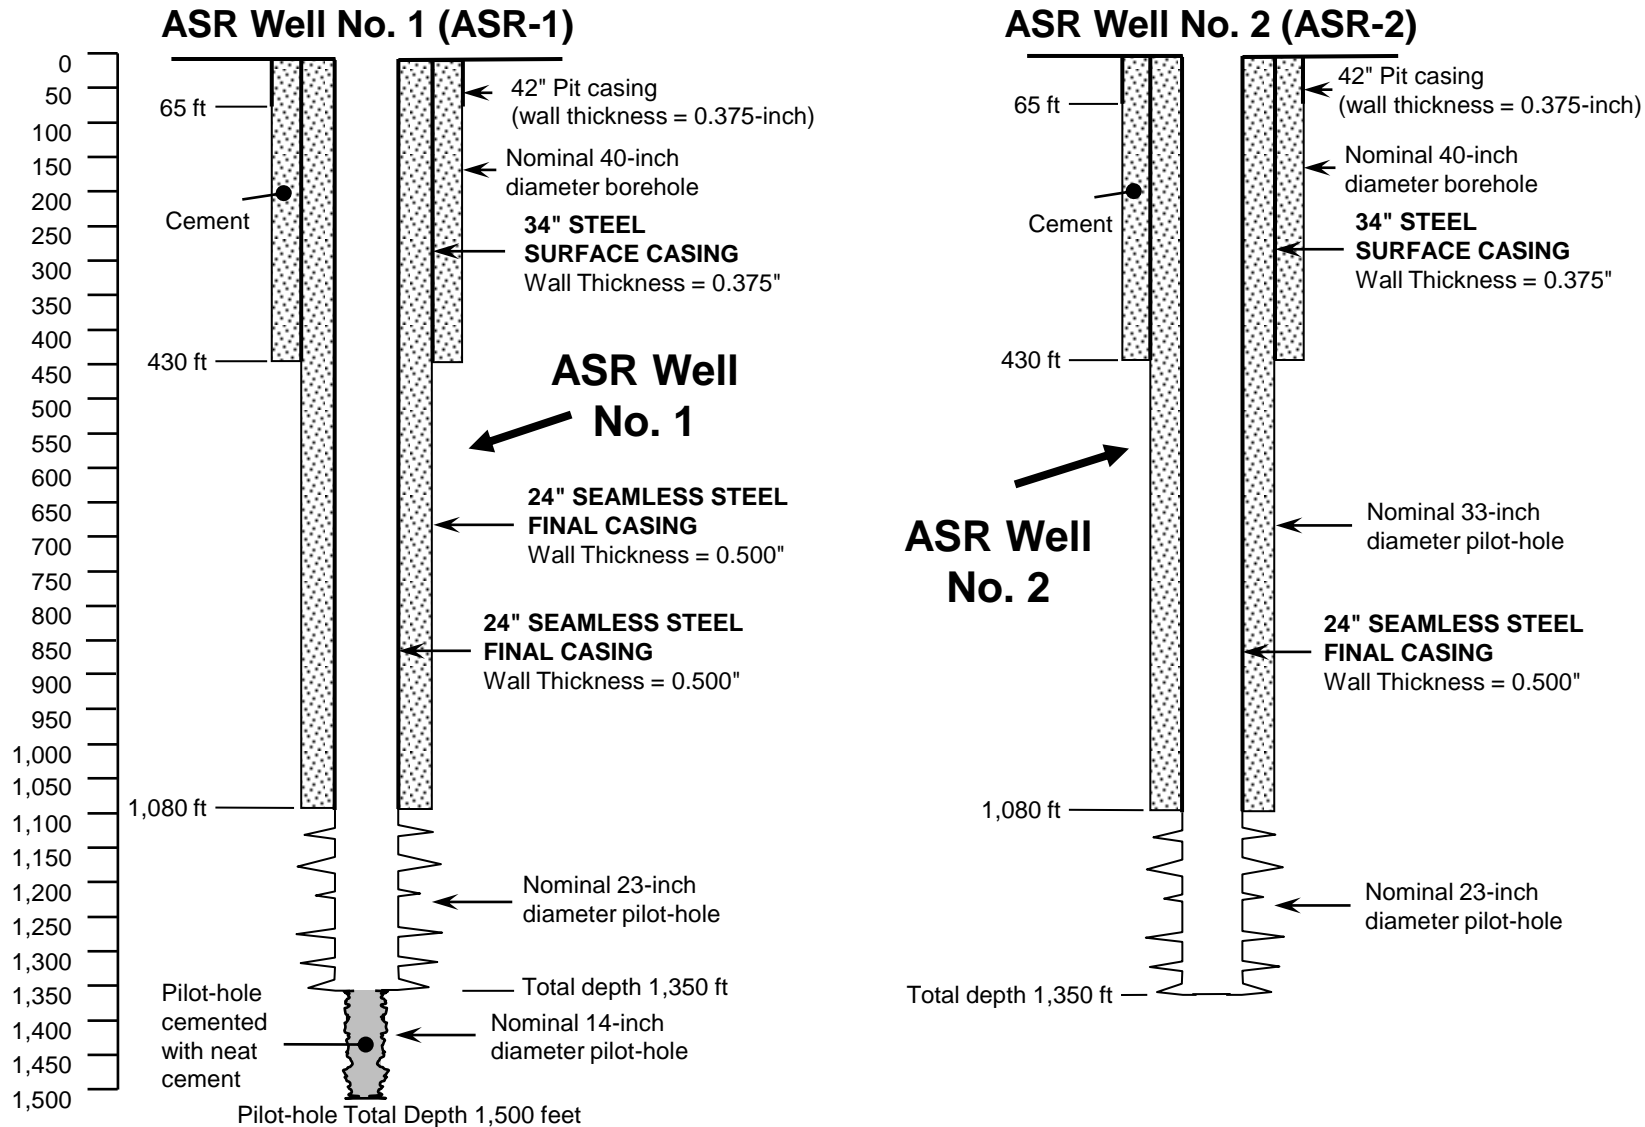 ASR Well No. 1 (ASR-1)
ASR Well No. 2 (ASR-2)
0
50
100
150
200
250
300
350
400
450
500
550
600
650
700
750
800
850
900
950
1,000
1,050
1,100
1,150
1,200
1,250
1,300
1,350
1,400
1,450
1,500
65 ft
Cement
430 ft
1,080 ft
42" Pit casing
(wall thickness = 0.375-inch)
Nominal 40-inch
diameter borehole
34" STEEL
SURFACE CASING
Wall Thickness = 0.375"
ASR Well
No. 1
24" SEAMLESS STEEL
FINAL CASING
Wall Thickness = 0.500"
24" SEAMLESS STEEL
FINAL CASING
Wall Thickness = 0.500"
Nominal 23-inch
diameter pilot-hole
Total depth 1,350 ft
Nominal 14-inch
diameter pilot-hole
Pilot-hole
cemented
with neat
cement
Pilot-hole Total Depth 1,500 feet
65 ft
Cement
430 ft
ASR Well
No. 2
1,080 ft
Total depth 1,350 ft
42" Pit casing
(wall thickness = 0.375-inch)
Nominal 40-inch
diameter borehole
34" STEEL
SURFACE CASING
Wall Thickness = 0.375"
Nominal 33-inch
diameter pilot-hole
24" SEAMLESS STEEL
FINAL CASING
Wall Thickness = 0.500"
Nominal 23-inch
diameter pilot-hole